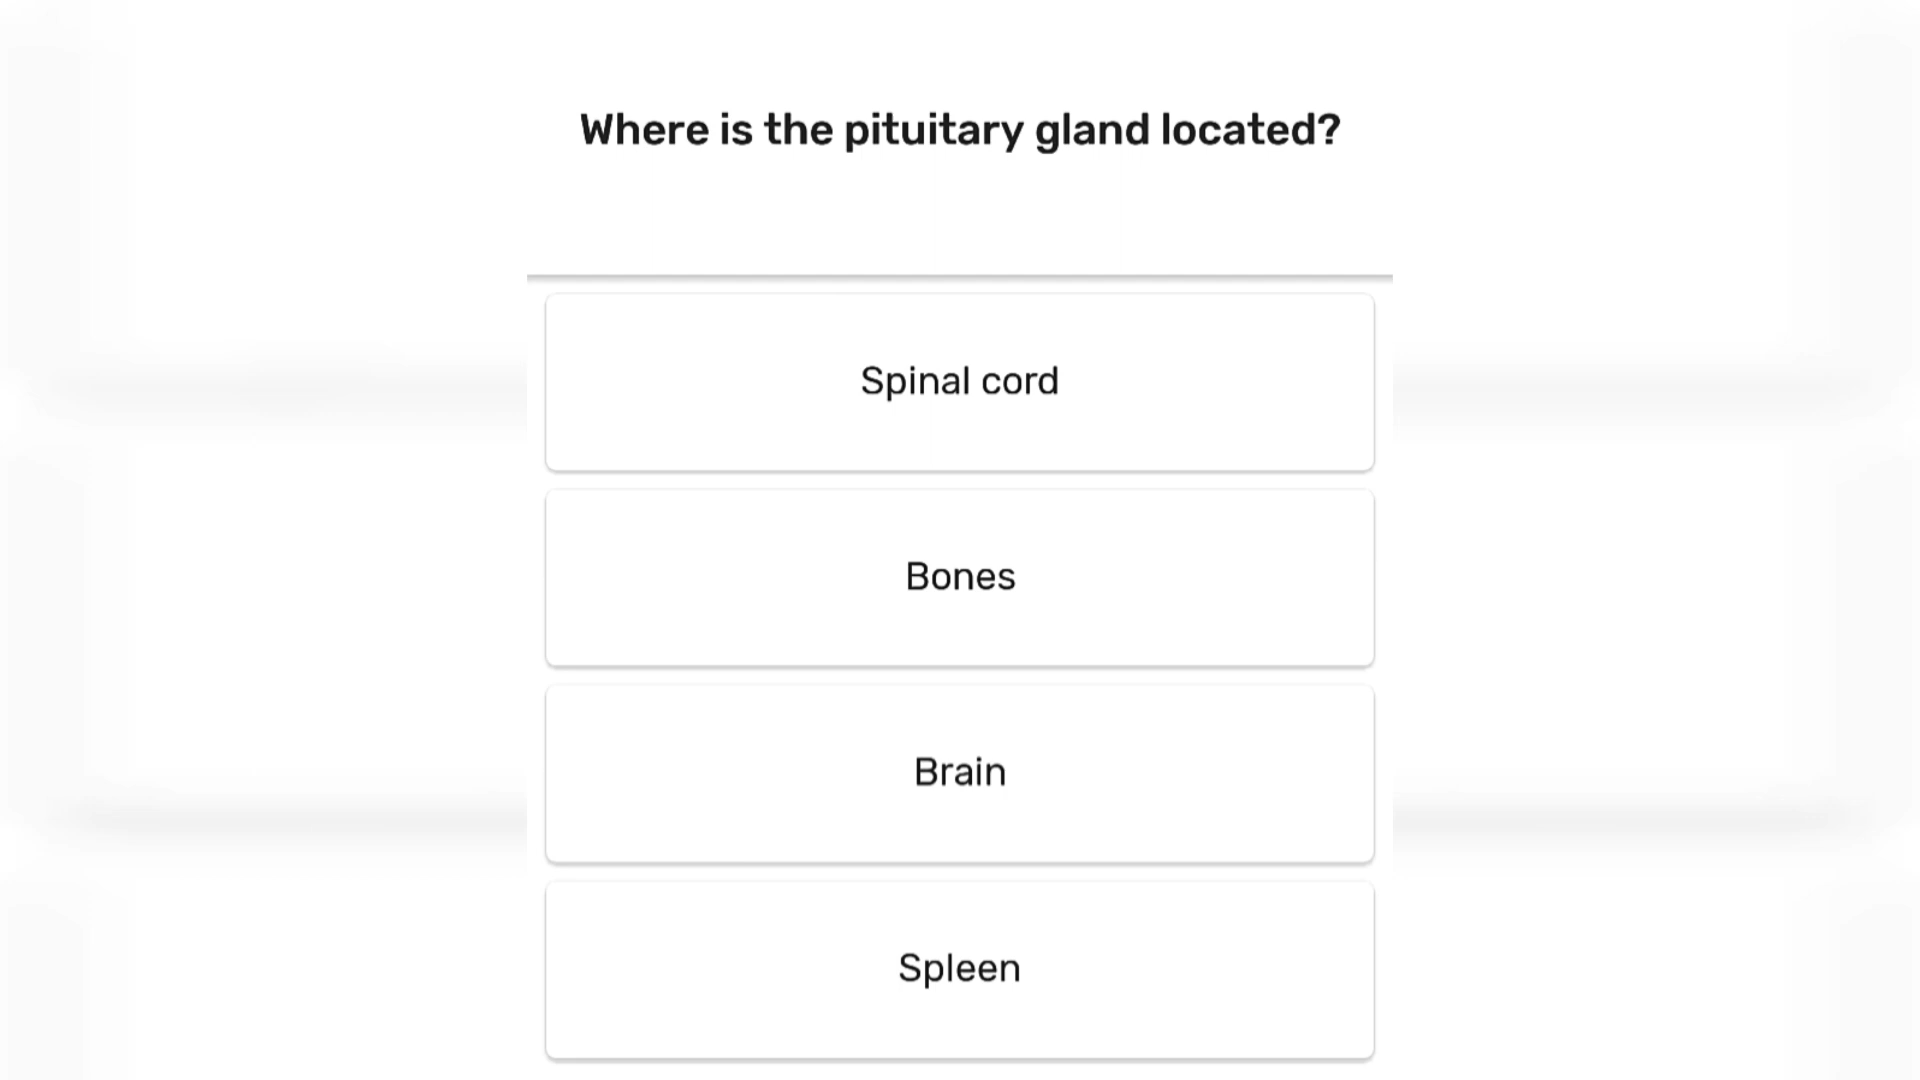 Where is the pituitary gland located?
Spinal cord
Bones
Brain
Spleen